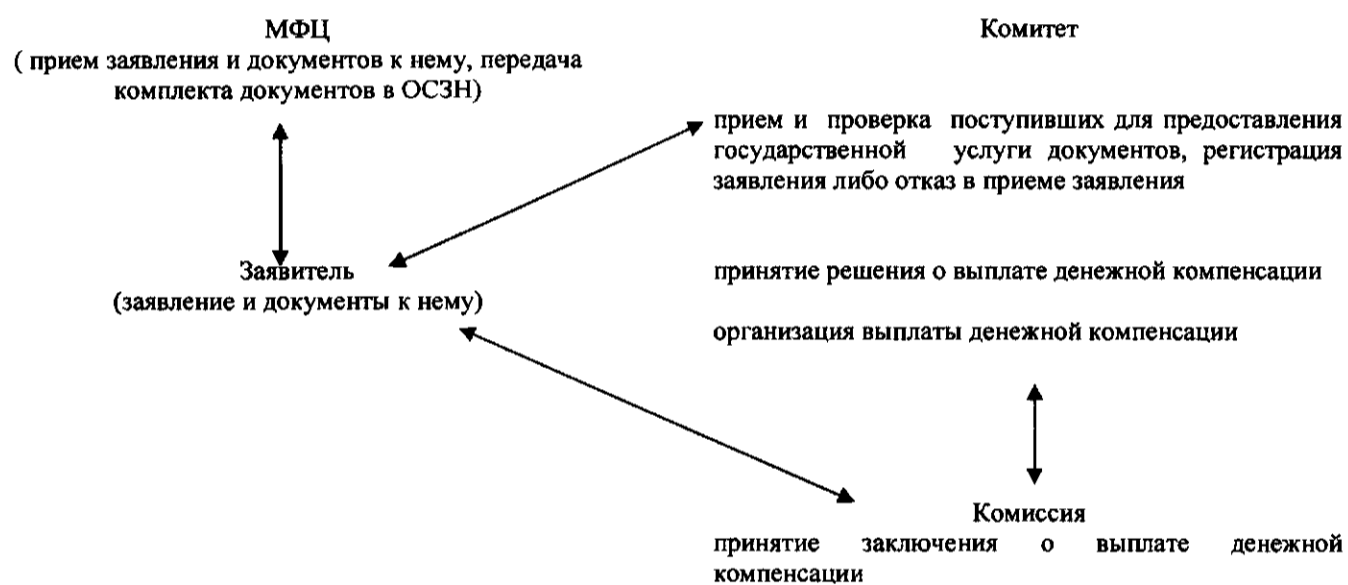 МФЦ
( прием заявления и документов к нему, передача
комплекта документов в ОСЗН)
Комитет
прием и проверка поступивших для предоставления
государственной услуги документов, регистрация
заявления либо отказ в приеме заявления
Заявитель
(заявление и документы к нему)
принятие решения о выплате денежной компенсации
организация выплаты денежной компенсации
Комиссия
принятие заключения о выплате денежной
компенсации